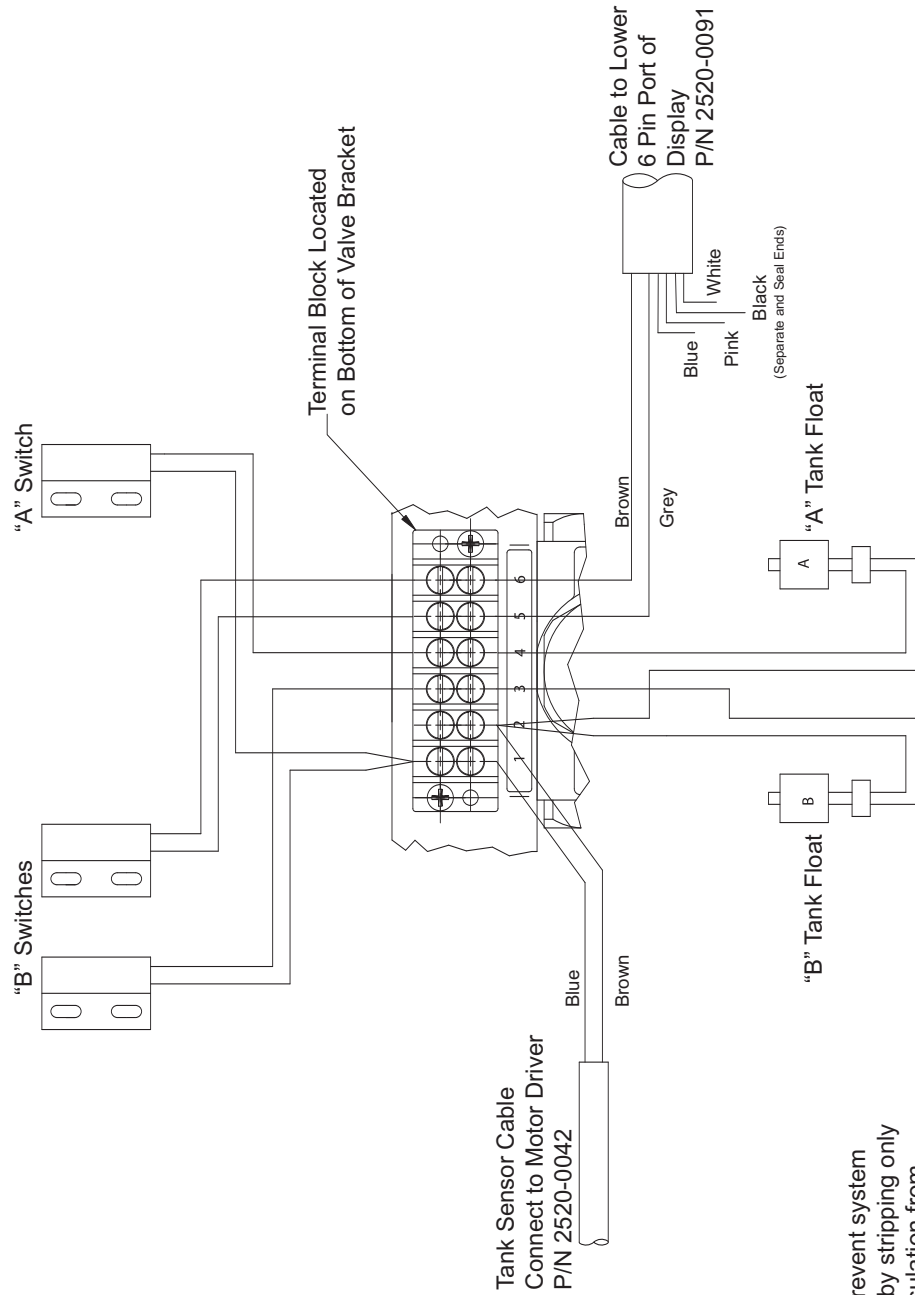 “A” Switch
“B” Switches
Terminal Block Located
on Bottom of Valve Bracket
Cable to Lower
6 Pin Port of
Display
P/N 2520-0091
Brown
Grey
White
Black
(Separate and Seal Ends)
Pink
Blue
1
2
3
4
5
6
Tank Sensor Cable
Connect to Motor Driver
P/N 2520-0042
Blue
Brown
“A” Tank Float
A
“B” Tank Float
B
revent system
by stripping only
ulation from